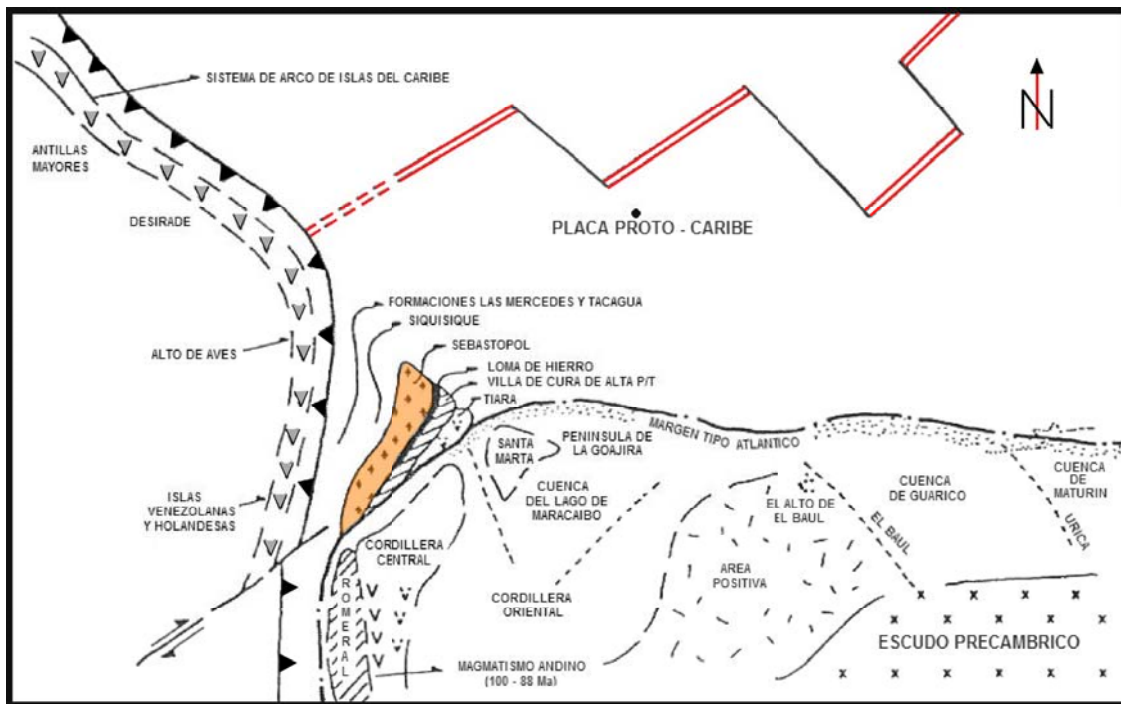 SISTEMA DE ARCO DE ISLAS DEL CARIBE
N
ANTILLAS
MAYORES
DESIRADE
PLACA PROTO - CARIBE
FORMACIONES LAS MERCEDES Y TACAGUA
SIQUISIQUE
SEBASTOPOL
ALTO DE AVES
LOMA DE HIERRO
VILLA DE CURA DE ALTA P/T
TIARA
MARGEN TIPO ATLANTICO
SANTA
MARTA
PENINSULA DE
LA GOAJIRA
CUENCA
DEL LAGO DE
MARACAIBO
CUENCA
DE
MATURIN
CUENCA
DE GUARICO
EL ALTO DE
EL BAUL
EL BAUL
URICA
ISLAS
VENEZOLANAS
Y HOLANDESAS
CORDILLERA
CENTRAL
AREA
POSITIVA
CORDILLERA
ORIENTAL
ROMERAL
ESCUDO PRECAMBRICO
MAGMATISMO ANDINO
(100 - 88 Ma)